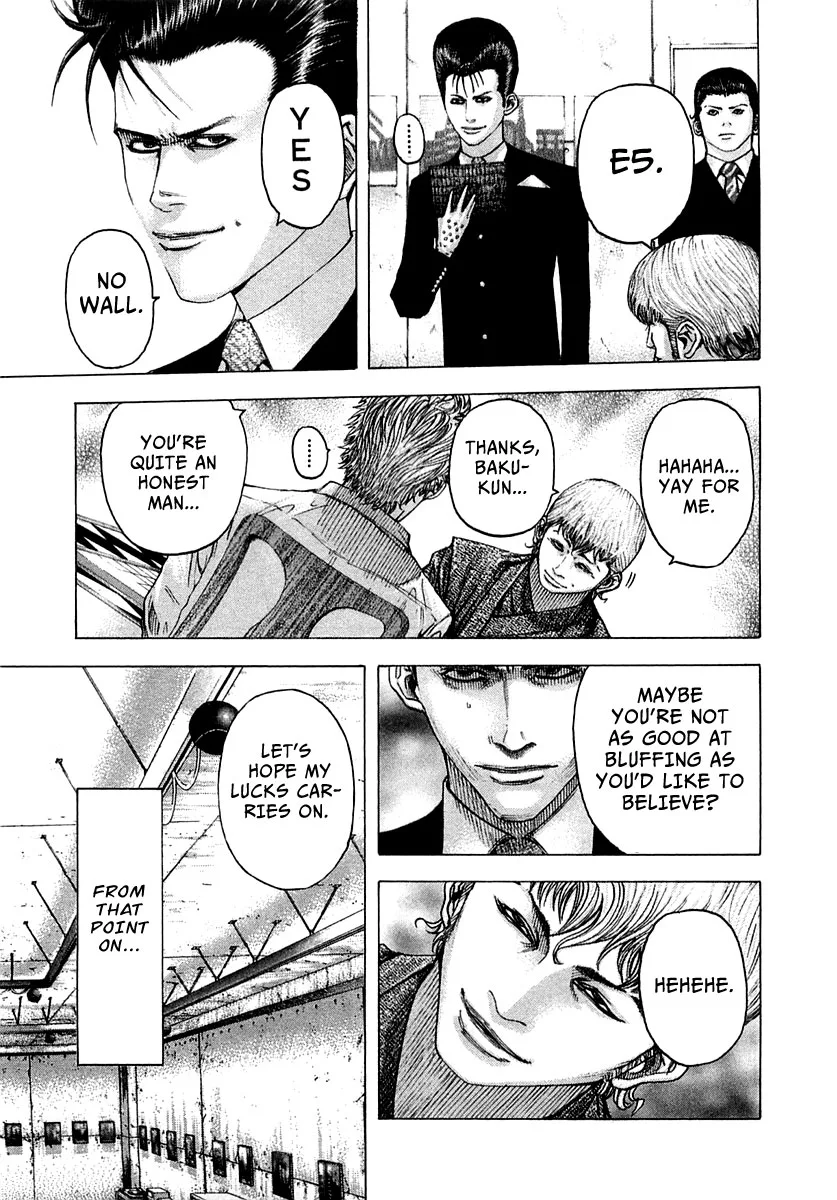 E5.
......
YES
NO
WALL.
HAHAHA...
YAY FOR
ME.
THANKS,
BAKU-
KUN...
......
YOU'RE
QUITE AN
HONEST
MAN...
MAYBE
YOU'RE NOT
AS GOOD AT
BLUFFING AS
YOU'D LIKE TO
BELIEVE?
HEHEHE.
LET'S
HOPE MY
LUCKS CAR-
RIES ON.
FROM
THAT
POINT
ON...